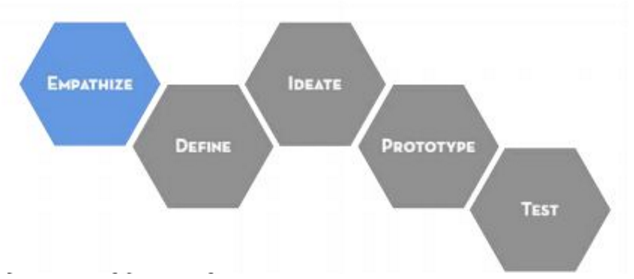 EMPATHIZE
DEFINE
IDEATE
PROTOTYPE
TEST